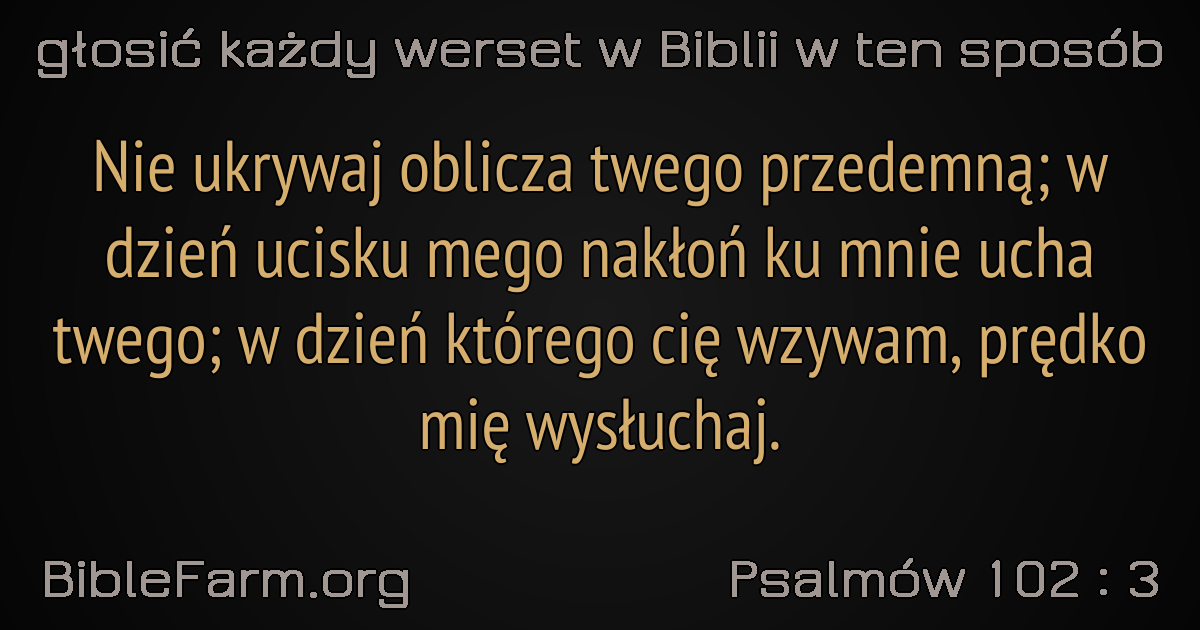 głosić każdy werset w Biblii w ten sposób
Nie ukrywaj oblicza twego przedemną; w
dzień ucisku mego nakłoń ku mnie ucha
twego; w dzień którego cię wzywam, prędko
mię wysłuchaj.
BibleFarm.org
Psalmów 102 : 3